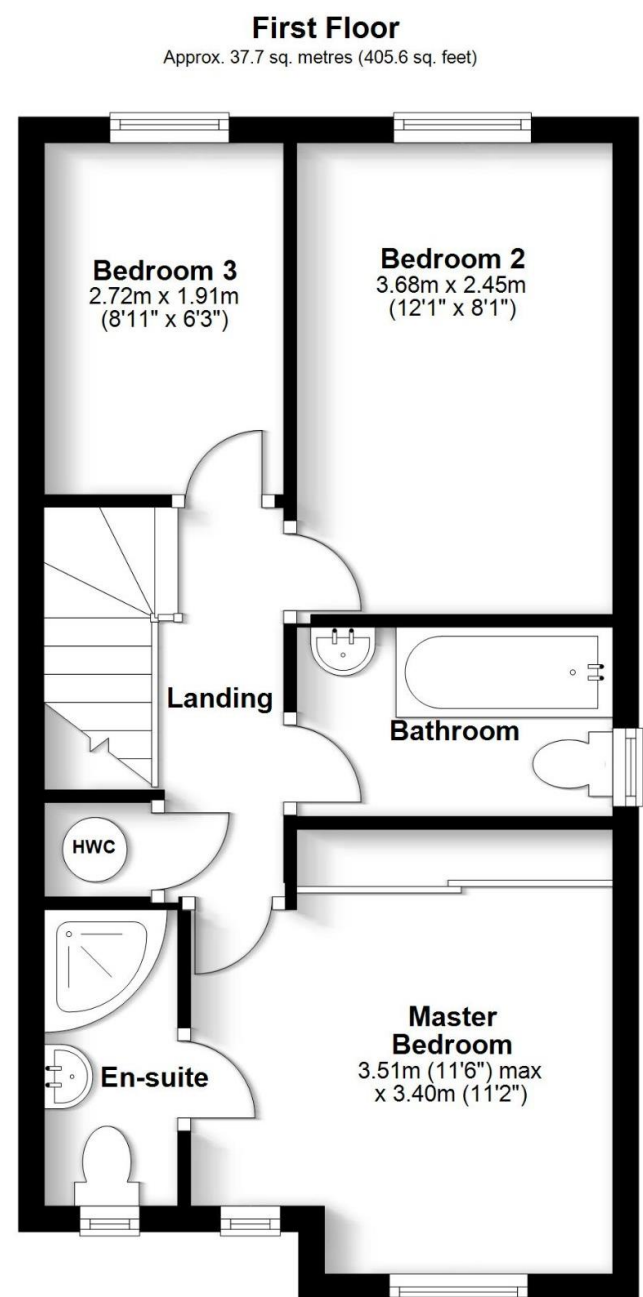 First Floor
Approx. 37.7 sq. metres (405.6 sq. feet)
Bedroom 3
2.72m x 1.91m
(8'11" x 6'3")
Bedroom 2
3.68m x 2.45m
(12'1" x 8'1")
Landing
Bathroom
HWC
Master
Bedroom
3.51m (11'6") max
x 3.40m (11'2")
En-suite